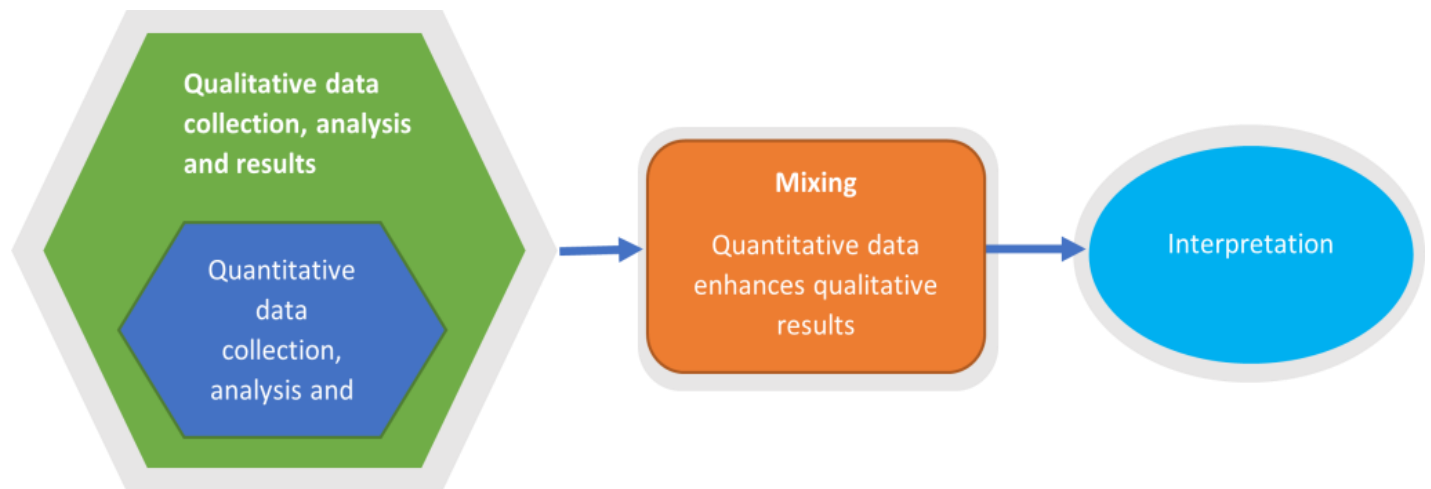 Qualitative data
collection, analysis
and results
Quantitative
data
collection,
analysis and
Mixing
Quantitative data
enhances qualitative
results
Interpretation